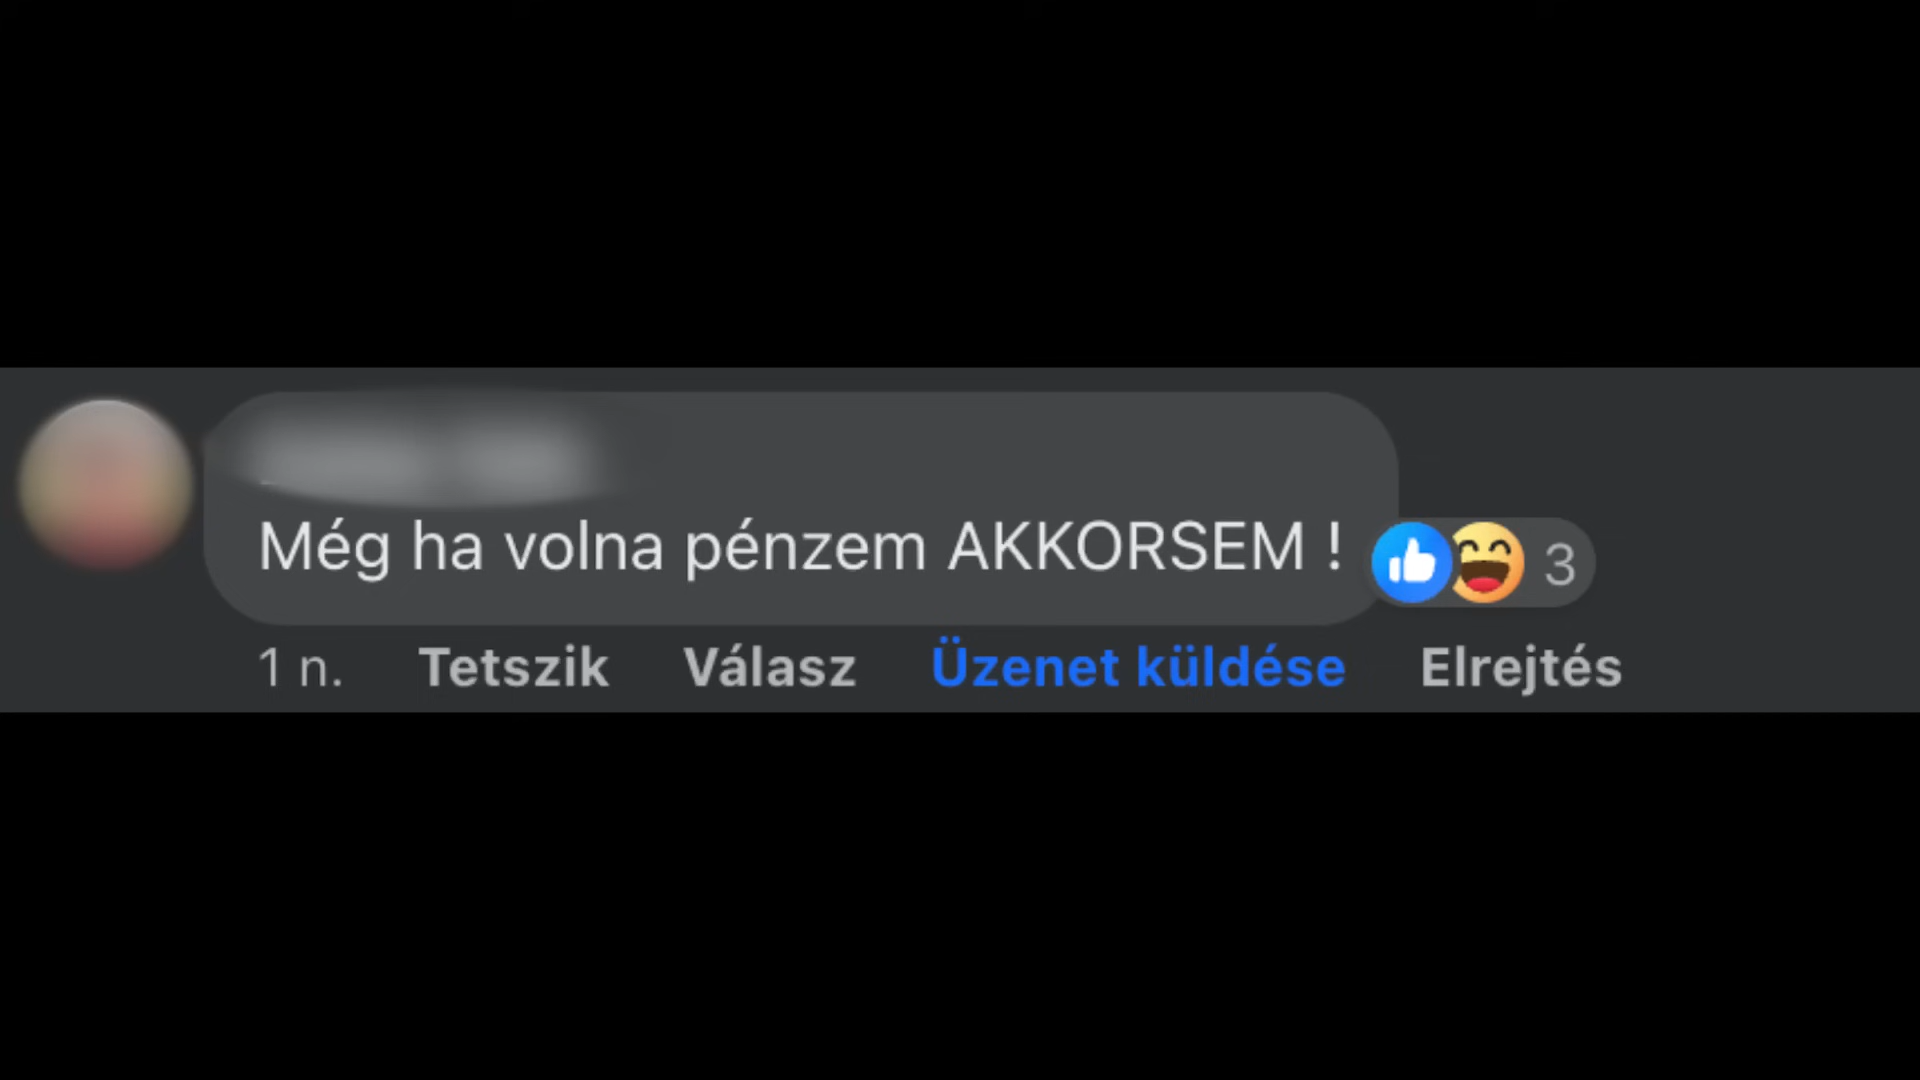 Még ha volna pénzem AKKORSEM !
3
1 n. Tetszik Válasz Üzenet küldése Elrejtés